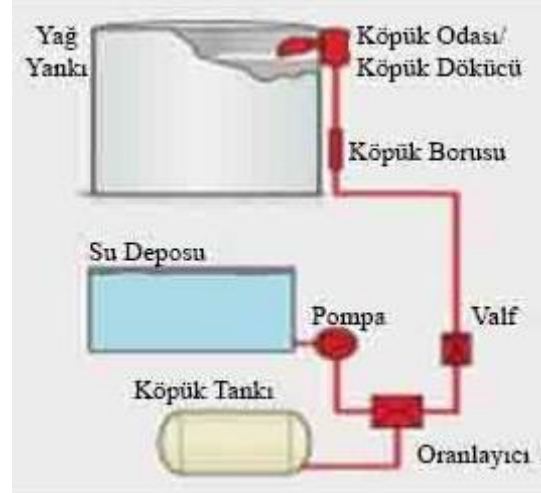 Yağ
Yankı
Köpük Odası/
Köpük Dökücü
Köpük Borusu
Su Deposu
Pompa
Valf
Köpük Tankı
Oranlayıcı